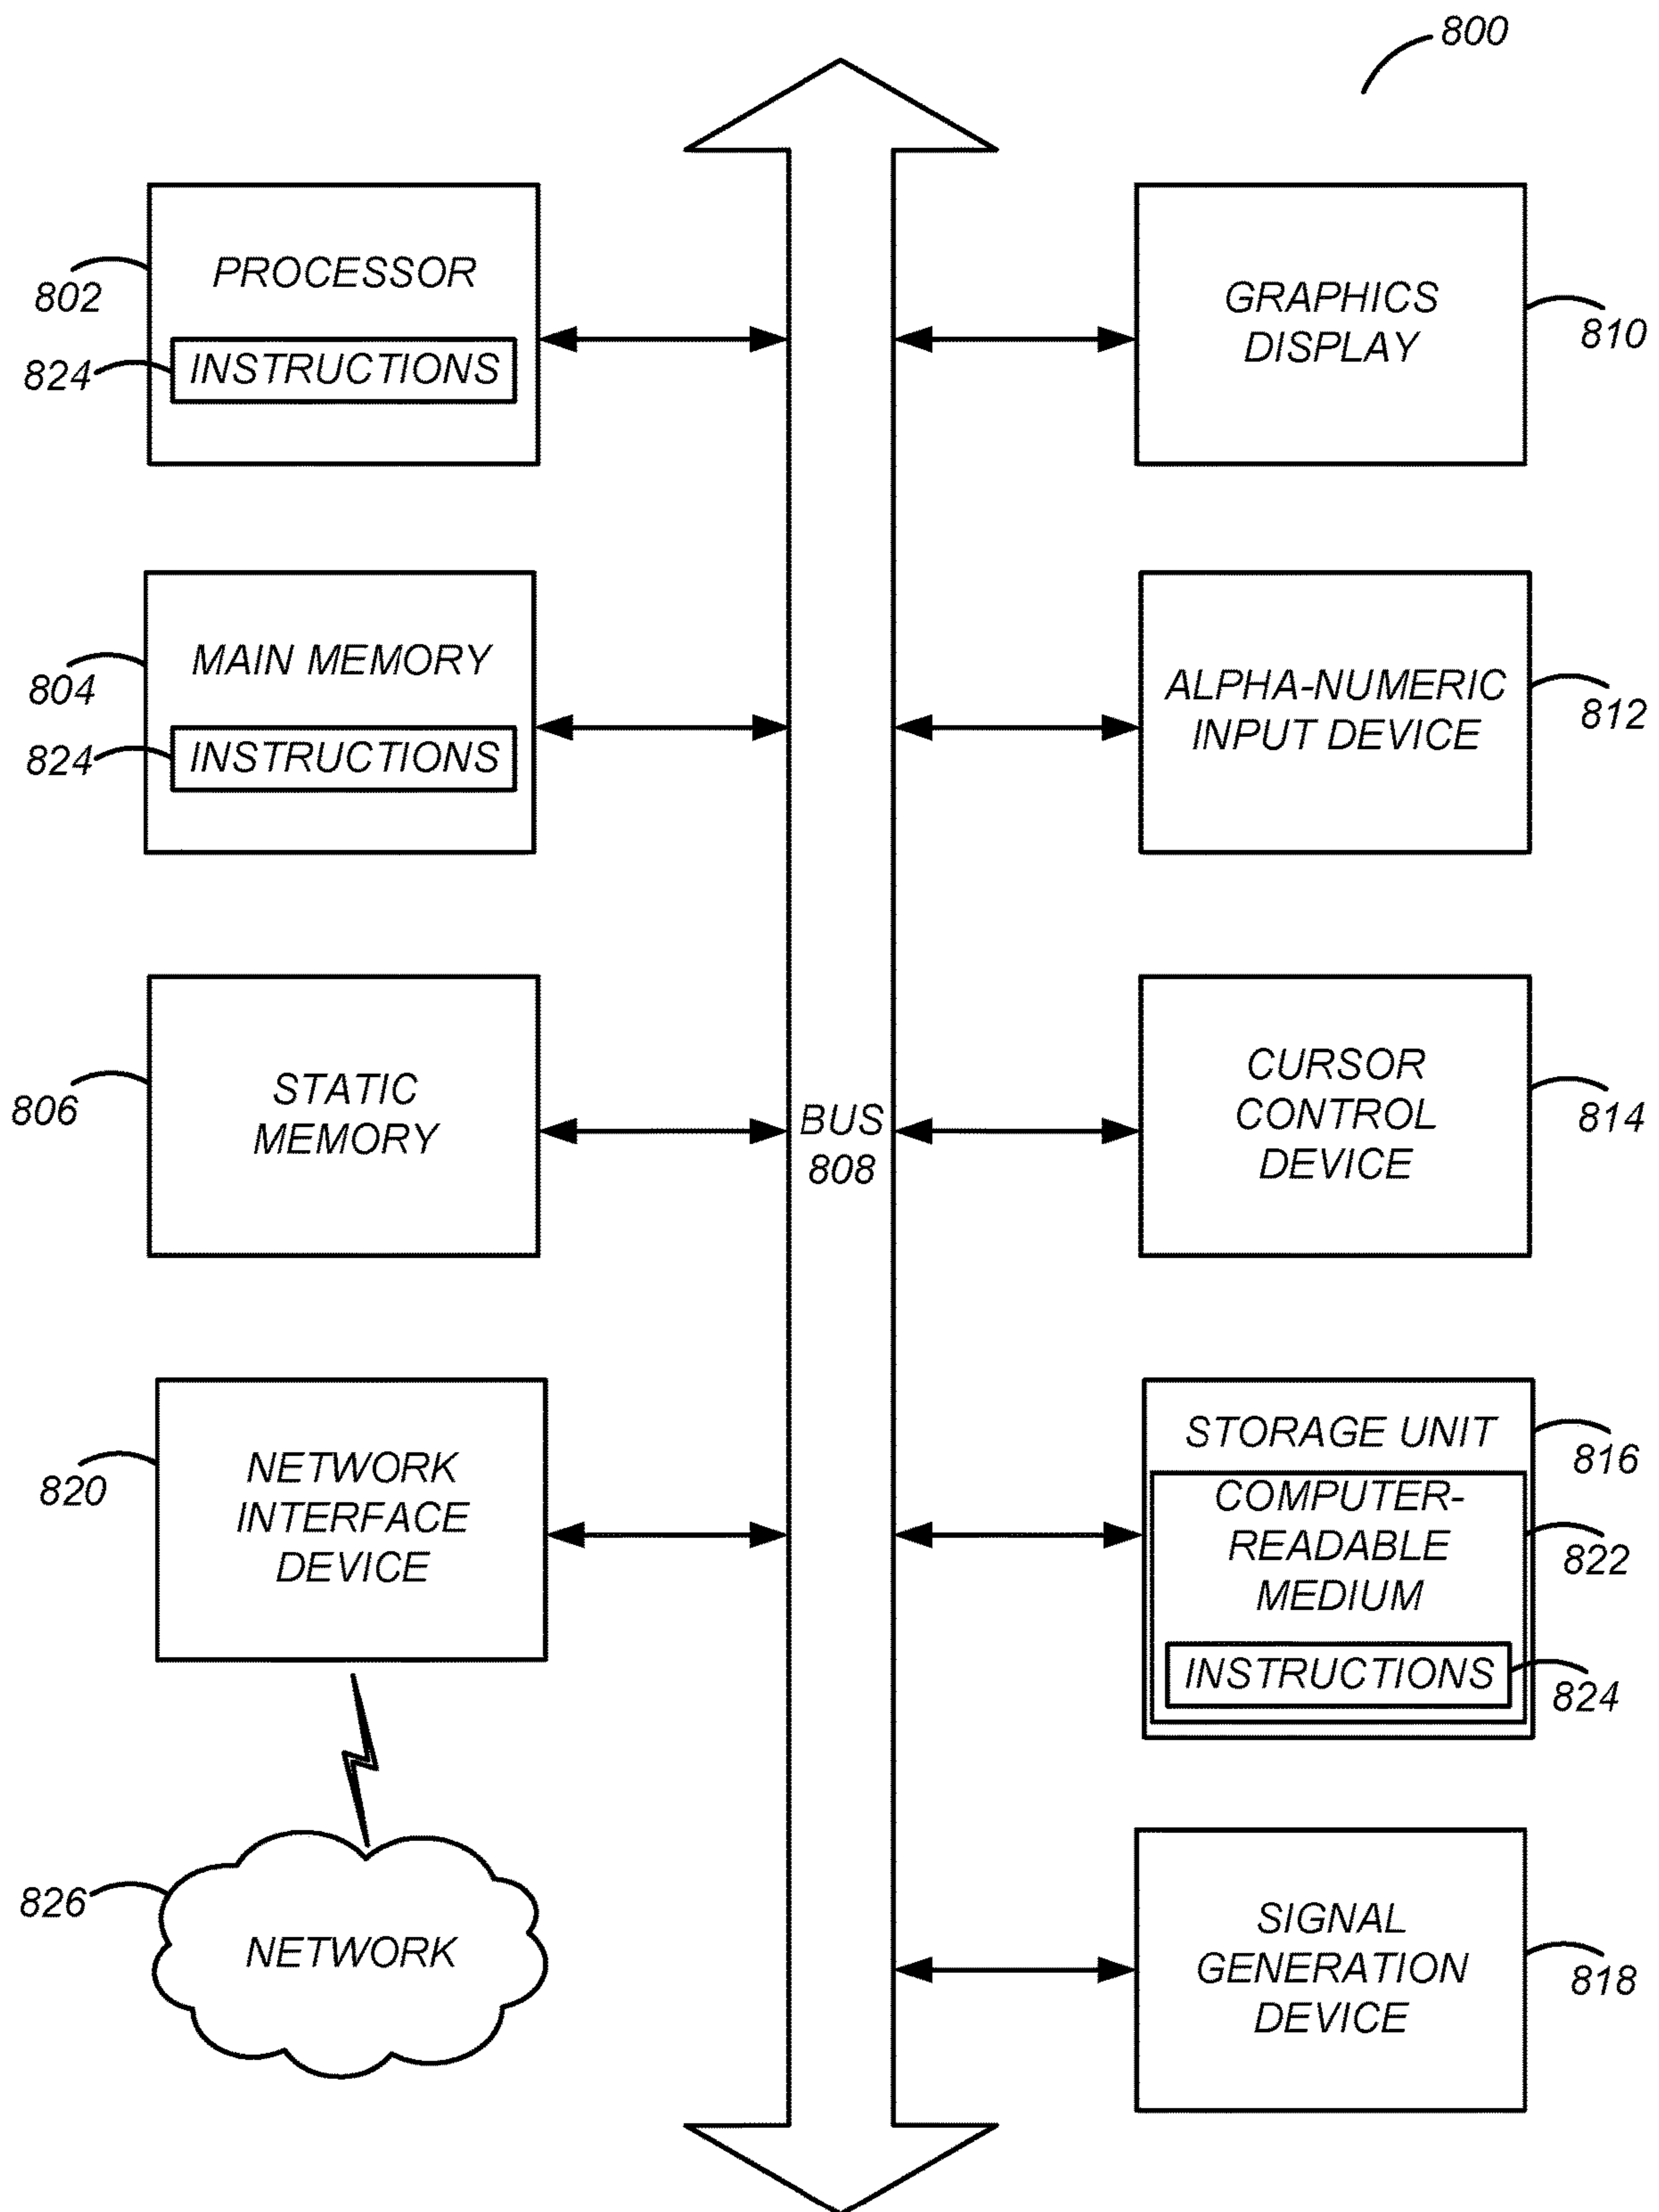 800
PROCESSOR
802
INSTRUCTIONS
824
GRAPHICS
DISPLAY
810
MAIN MEMORY
804
INSTRUCTIONS
824
ALPHA-NUMERIC
INPUT DEVICE
812
STATIC
MEMORY
806
BUS
808
CURSOR
CONTROL
DEVICE
814
NETWORK
INTERFACE
DEVICE
820
STORAGE UNIT
816
COMPUTER-
READABLE
MEDIUM
822
INSTRUCTIONS
824
826
NETWORK
SIGNAL
GENERATION
DEVICE
818